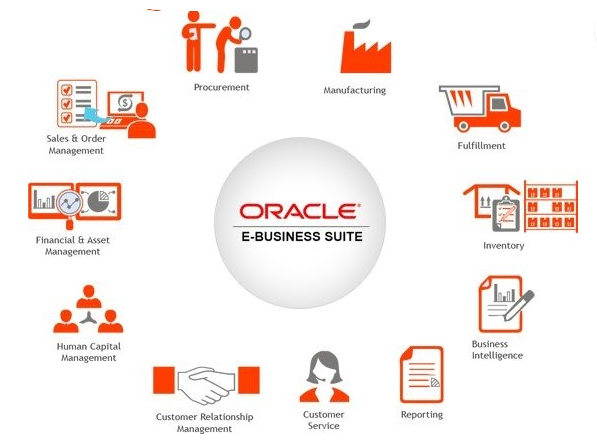 Procurement
Manufacturing
Fulfillment
Inventory
Business
Intelligence
Reporting
Customer
Service
Customer Relationship
Management
Human Capital
Management
Financial & Asset
Management
Sales & Order
Management
ORACLE®
E-BUSINESS SUITE